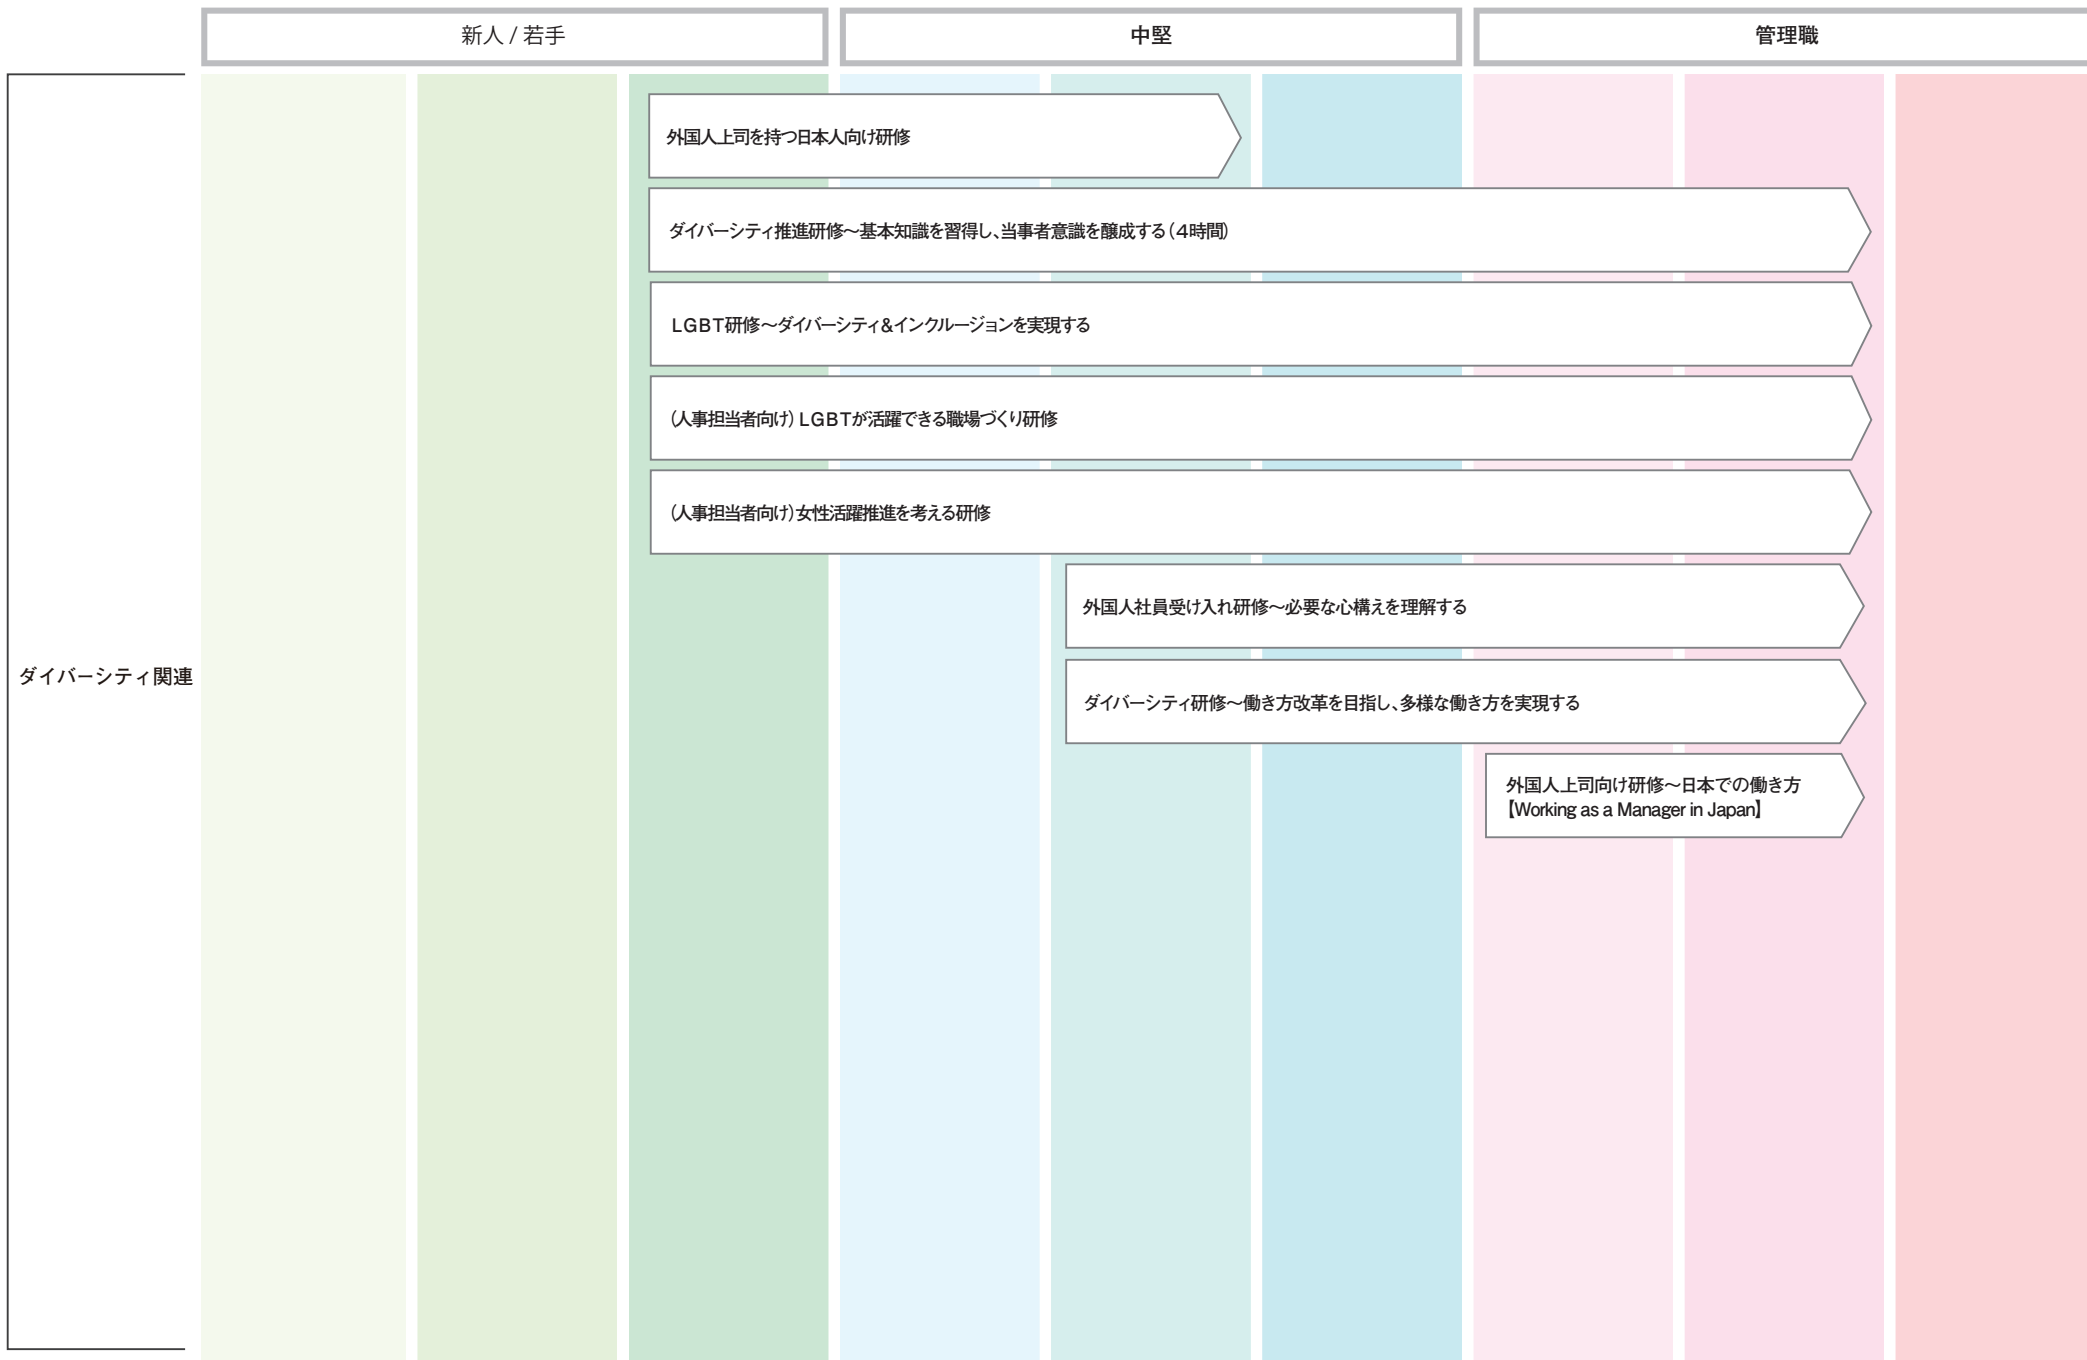 新人 / 若手
中堅
管理職
ダイバーシティ関連
外国人上司を持つ日本人向け研修
ダイバーシティ推進研修～基本知識を習得し、当事者意識を醸成する（４時間）
ＬＧＢＴ研修～ダイバーシティ&インクルージョンを実現する
（人事担当者向け）ＬＧＢＴが活躍できる職場づくり研修
（人事担当者向け）女性活躍推進を考える研修
外国人社員受け入れ研修～必要な心構えを理解する
ダイバーシティ研修～働き方改革を目指し、多様な働き方を実現する
外国人上司向け研修～日本での働き方
【Working as a Manager in Japan】